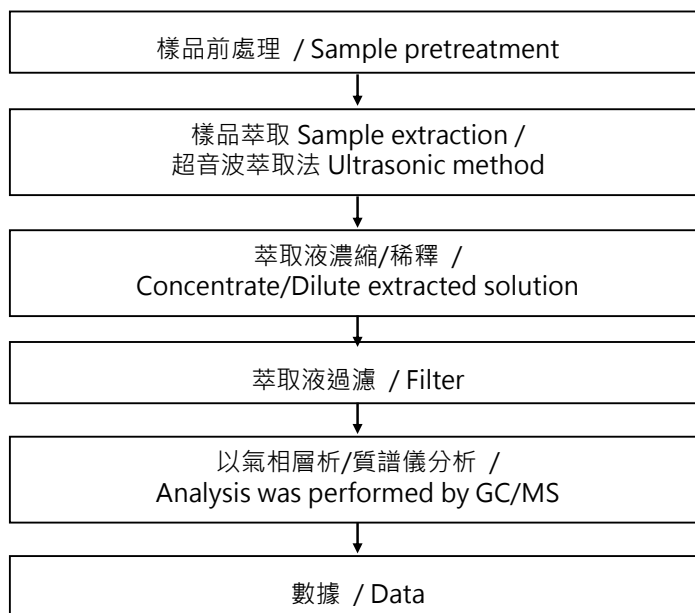 樣品前處理 / Sample pretreatment
樣品萃取 Sample extraction /
超音波萃取法 Ultrasonic method
萃取液濃縮/稀釋 /
Concentrate/Dilute extracted solution
萃取液過濾 / Filter
以氣相層析/質譜儀分析 /
Analysis was performed by GC/MS
數據 / Data